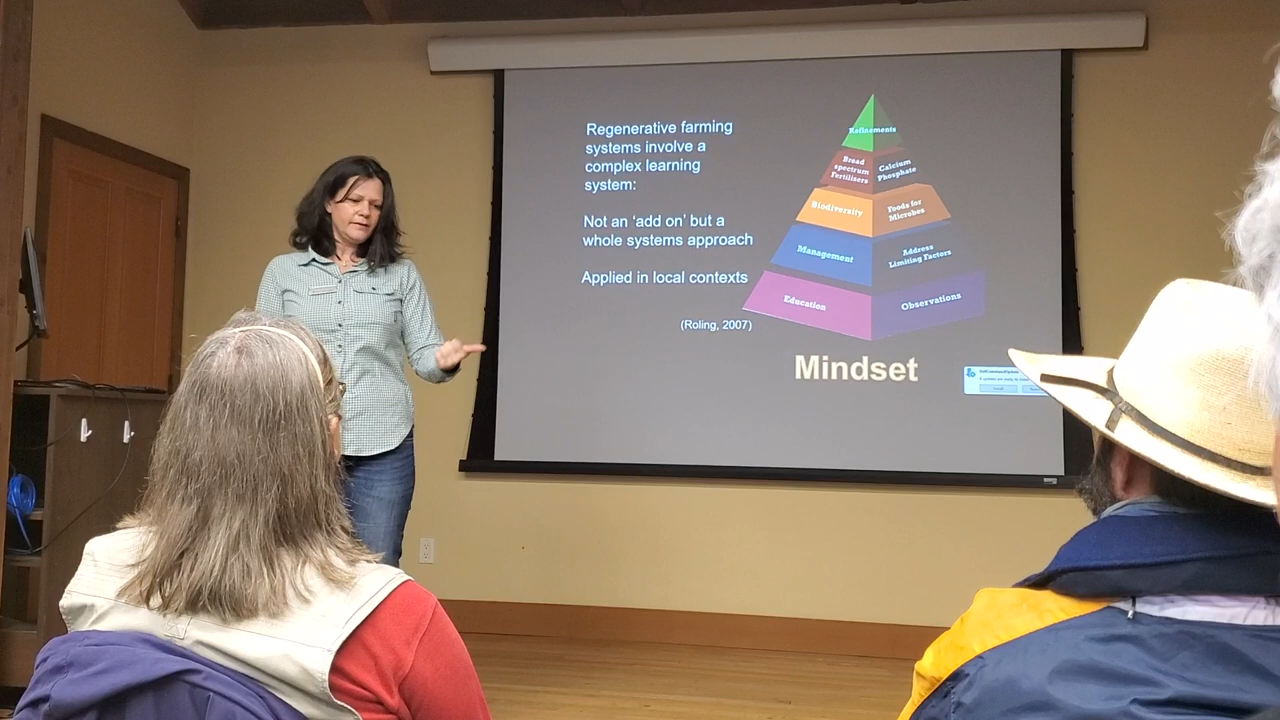 Regenerative farming
systems involve a
complex learning
system:
Not an ‘add on’ but a
whole systems approach
Applied in local contexts
(Roling, 2007)
Refinements
Broad
spectrum
Fertilisers
Calcium
Phosphate
Biodiversity
Foods for
Microbes
Management
Address
Limiting Factors
Education
Observations
Mindset